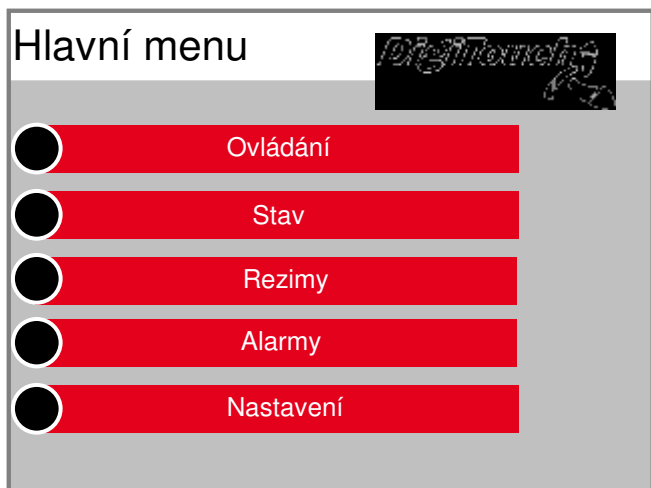 Hlavní menu
DigiTouch
Ovládání
Stav
Rezimy
Alarmy
Nastavení